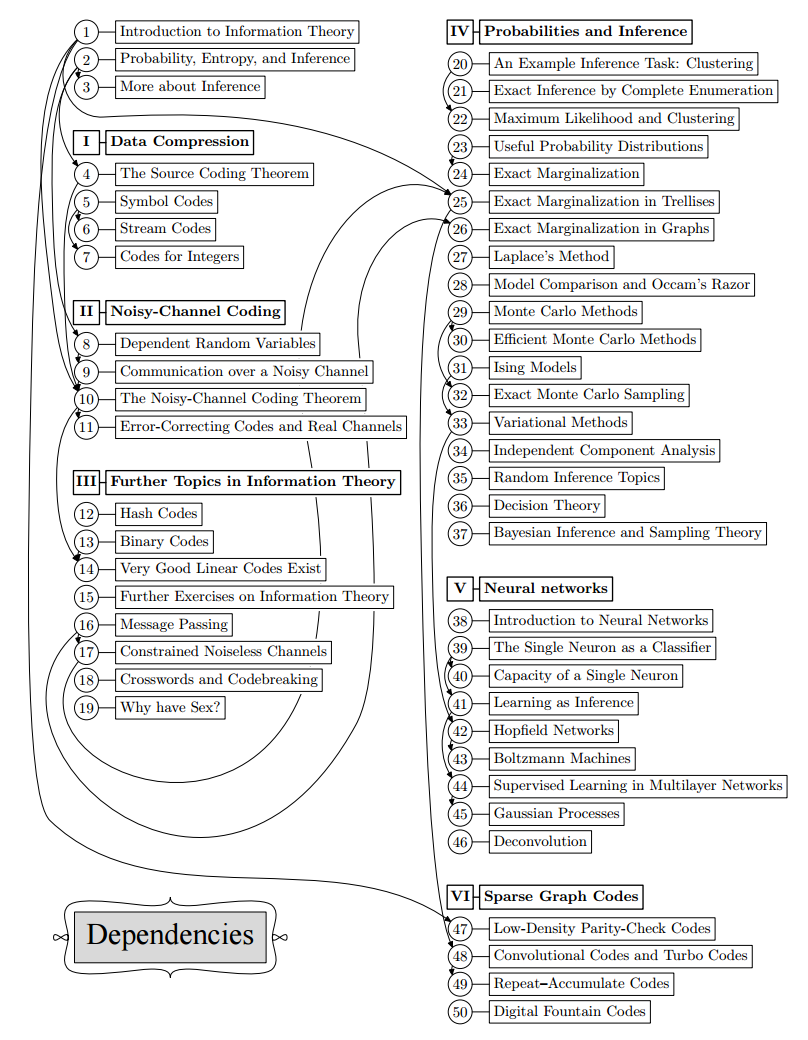 1 Introduction to Information Theory
2 Probability, Entropy, and Inference
3 More about Inference
I Data Compression
4 The Source Coding Theorem
5 Symbol Codes
6 Stream Codes
7 Codes for Integers
II Noisy-Channel Coding
8 Dependent Random Variables
9 Communication over a Noisy Channel
10 The Noisy-Channel Coding Theorem
11 Error-Correcting Codes and Real Channels
III Further Topics in Information Theory
12 Hash Codes
13 Binary Codes
14 Very Good Linear Codes Exist
15 Further Exercises on Information Theory
16 Message Passing
17 Constrained Noiseless Channels
18 Crosswords and Codebreaking
19 Why have Sex?
Dependencies
IV Probabilities and Inference
20 An Example Inference Task: Clustering
21 Exact Inference by Complete Enumeration
22 Maximum Likelihood and Clustering
23 Useful Probability Distributions
24 Exact Marginalization
25 Exact Marginalization in Trellises
26 Exact Marginalization in Graphs
27 Laplace's Method
28 Model Comparison and Occam's Razor
29 Monte Carlo Methods
30 Efficient Monte Carlo Methods
31 Ising Models
32 Exact Monte Carlo Sampling
33 Variational Methods
34 Independent Component Analysis
35 Random Inference Topics
36 Decision Theory
37 Bayesian Inference and Sampling Theory
V Neural networks
38 Introduction to Neural Networks
39 The Single Neuron as a Classifier
40 Capacity of a Single Neuron
41 Learning as Inference
42 Hopfield Networks
43 Boltzmann Machines
44 Supervised Learning in Multilayer Networks
45 Gaussian Processes
46 Deconvolution
VI Sparse Graph Codes
47 Low-Density Parity-Check Codes
48 Convolutional Codes and Turbo Codes
49 Repeat–Accumulate Codes
50 Digital Fountain Codes